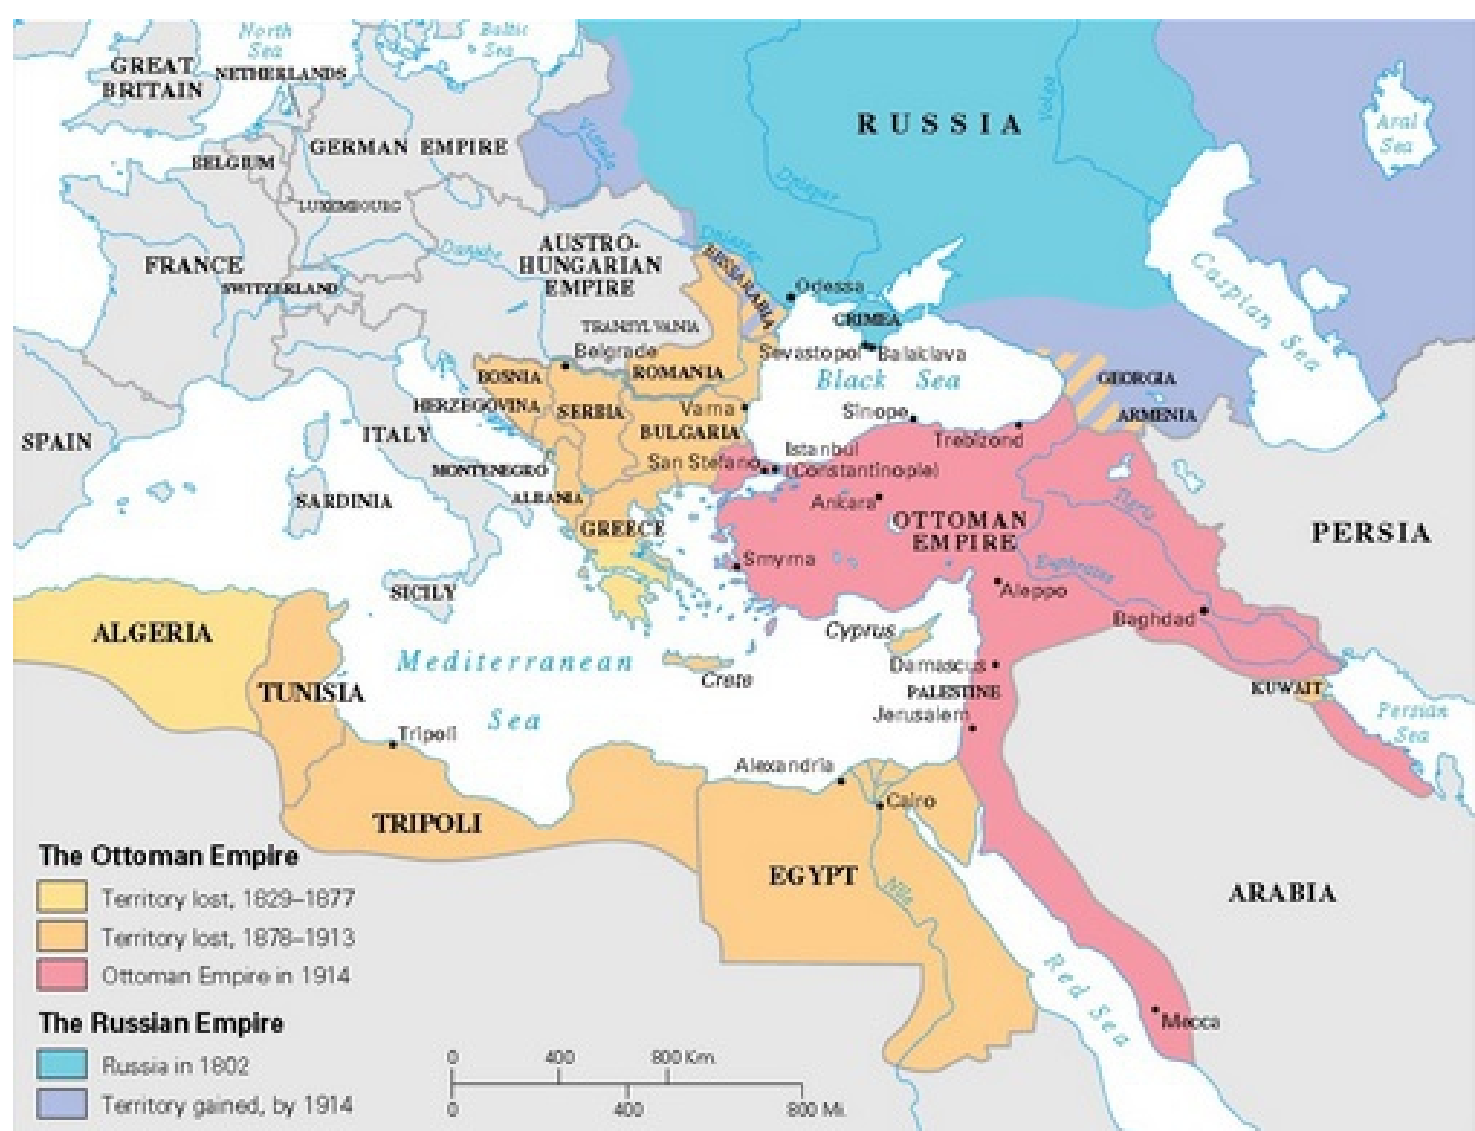 North
Sea
Baltic
Sea
GREAT
BRITAIN
NETHERLANDS
RUSSIA
Volga
Aral
Sea
BELGIUM
GERMAN EMPIRE
Vistula
LUXEMBOURG
Dnieper
Danube
AUSTRO-
HUNGARIAN
EMPIRE
Dniester
BESSARABIA
FRANCE
SWITZERLAND
Odessa
CRIMEA
Caspian Sea
TRANSYLVANIA
Belgrade
Sevastopol
Balaklava
BOSNIA
ROMANIA
Black Sea
GEORGIA
HERZEGOVINA
SERBIA
Varna
Sinope
ARMENIA
SPAIN
ITALY
BULGARIA
Trebizond
MONTENEGRO
San Stefano
Istanbul
(Constantinople)
SARDINIA
ALBANIA
Ankara
Tigris
GREECE
OTTOMAN
EMPIRE
PERSIA
Smyrna
Euphrates
SICILY
Aleppo
ALGERIA
Cyprus
Baghdad
Mediterranean
Sea
Crete
Damascus
TUNISIA
PALESTINE
KUWAIT
Jerusalem
Persian
Sea
Tripoli
Alexandria
Cairo
TRIPOLI
EGYPT
Nile
ARABIA
Red Sea
Mecca
The Ottoman Empire
Territory lost, 1829–1877
Territory lost, 1878–1913
Ottoman Empire in 1914
The Russian Empire
Russia in 1802
Territory gained, by 1914
0 400 800 Km.
0 400 800 Mi.